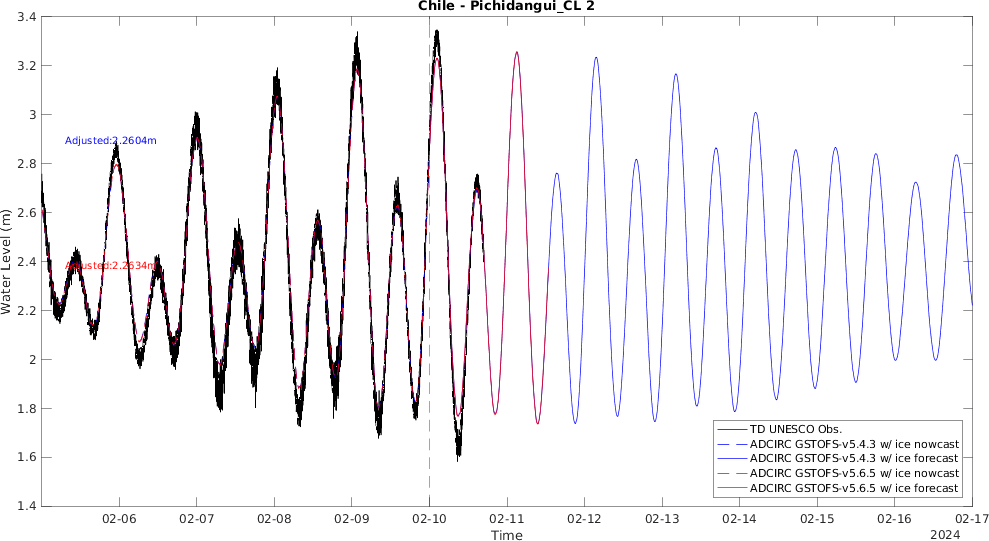 Chile - Pichidangui_CL 2
3.4
3.2
3
2.8
2.6
2.4
2.2
2
1.8
1.6
1.4
Water Level (m)
Adjusted:2.2604m
Adjusted:2.2634m
TD UNESCO Obs.
ADCIRC GSTOFS-v5.4.3 w/ ice nowcast
ADCIRC GSTOFS-v5.4.3 w/ ice forecast
ADCIRC GSTOFS-v5.6.5 w/ ice nowcast
ADCIRC GSTOFS-v5.6.5 w/ ice forecast
02-06 02-07 02-08 02-09 02-10 02-11 02-12 02-13 02-14 02-15 02-16 02-17
Time
2024